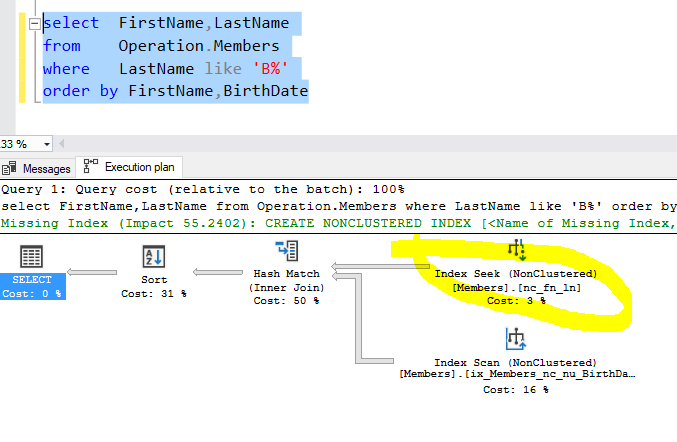 select  FirstName,LastName
from    Operation.Members
where   LastName like 'B%'
order by FirstName,BirthDate
33 %
Messages
Execution plan
Query 1: Query cost (relative to the batch): 100%
select FirstName,LastName from Operation.Members where LastName like 'B%' order by
Missing Index (Impact 55.2402): CREATE NONCLUSTERED INDEX [<Name of Missing Index,
SELECT
Cost: 0 %
Sort
Cost: 31 %
Hash Match
(Inner Join)
Cost: 50 %
Index Seek (NonClustered)
[Members].[nc_fn_ln]
Cost: 3 %
Index Scan (NonClustered)
[Members].[ix_Members_nc_nu_BirthDa…
Cost: 16 %